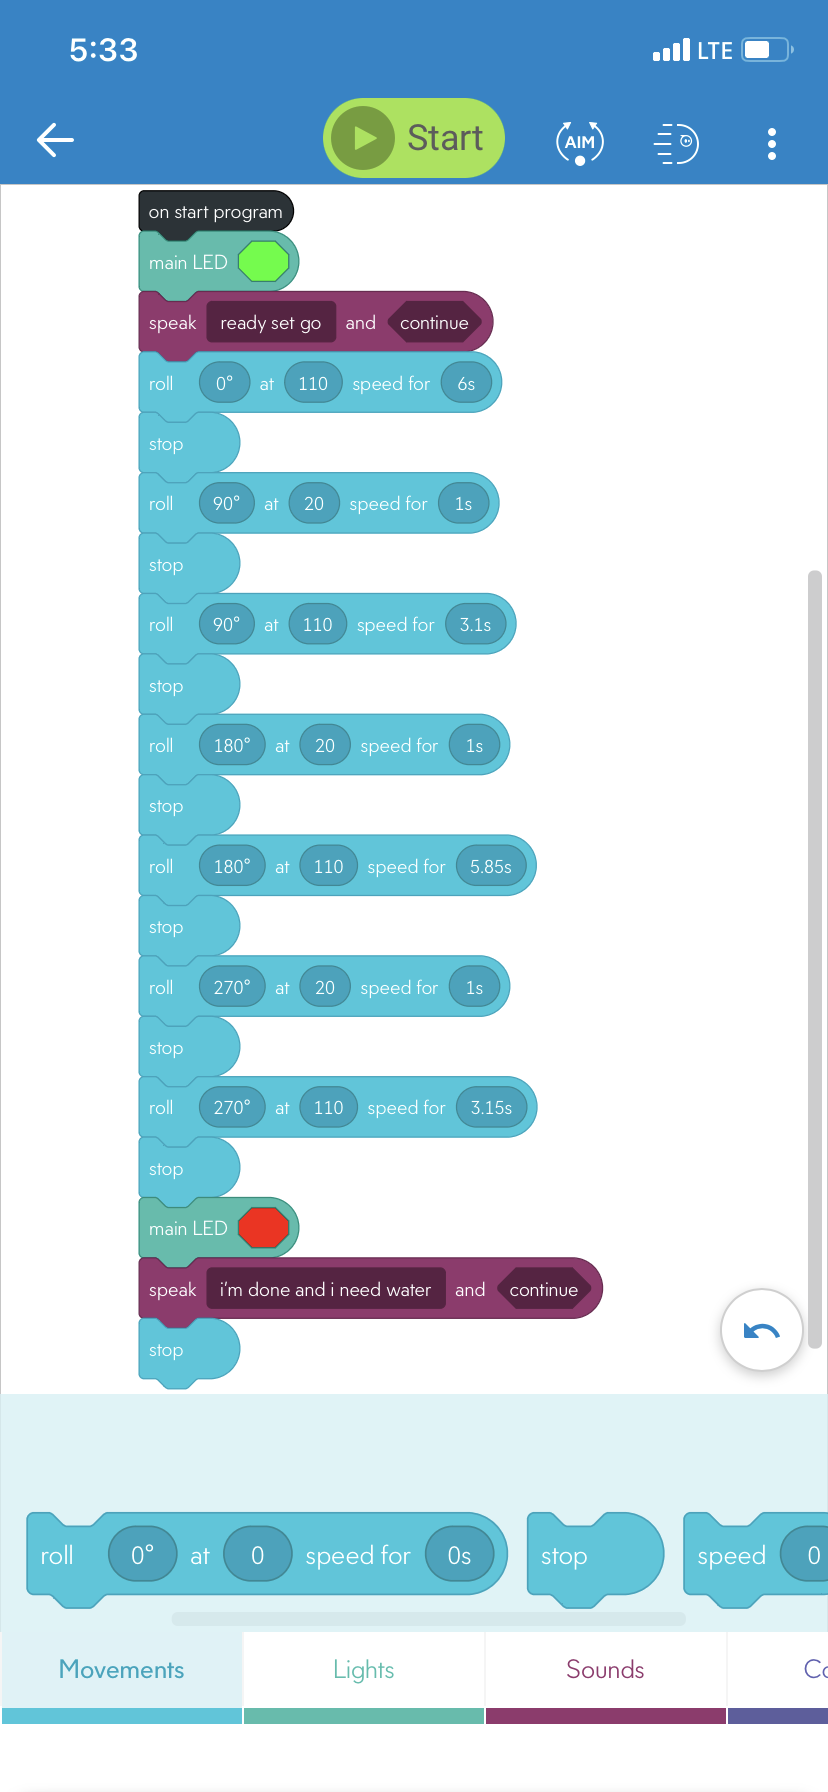 5:33 LTE
Start AIM
on start program
main LED
speak ready set go and continue
roll 0° at 110 speed for 6s
stop
roll 90° at 20 speed for 1s
stop
roll 90° at 110 speed for 3.1s
stop
roll 180° at 20 speed for 1s
stop
roll 180° at 110 speed for 5.85s
stop
roll 270° at 20 speed for 1s
stop
roll 270° at 110 speed for 3.15s
stop
main LED
speak i'm done and i need water and continue
stop
roll 0° at 0 speed for 0s stop speed 0
Movements Lights Sounds